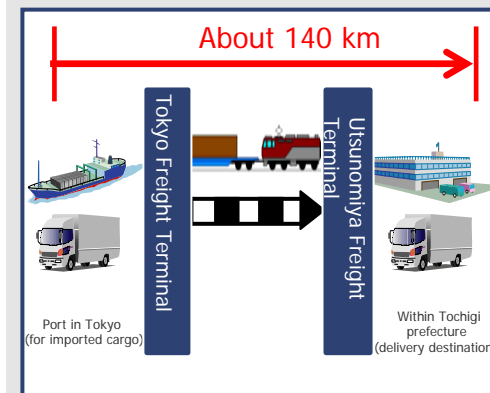 About 140 km
Tokyo Freight Terminal
Utsunomiya Freight
Terminal
Port in Tokyo
(for imported cargo)
Within Tochigi
prefecture
(delivery destination